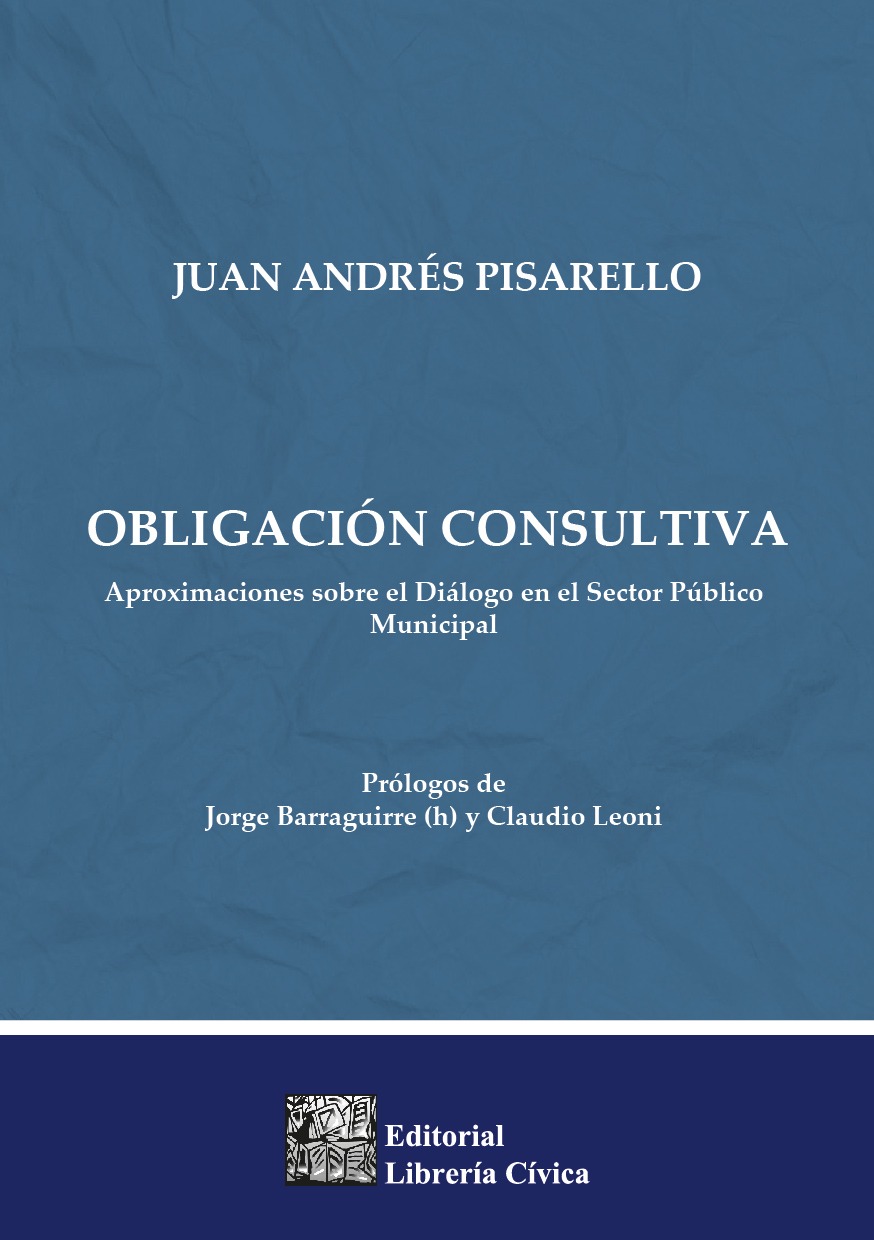 JUAN ANDRÉS PISARELLO
OBLIGACIÓN CONSULTIVA
Aproximaciones sobre el Diálogo en el Sector Público
Municipal
Prólogos de
Jorge Barraguirre (h) y Claudio Leoni
Editorial
Librería Cívica